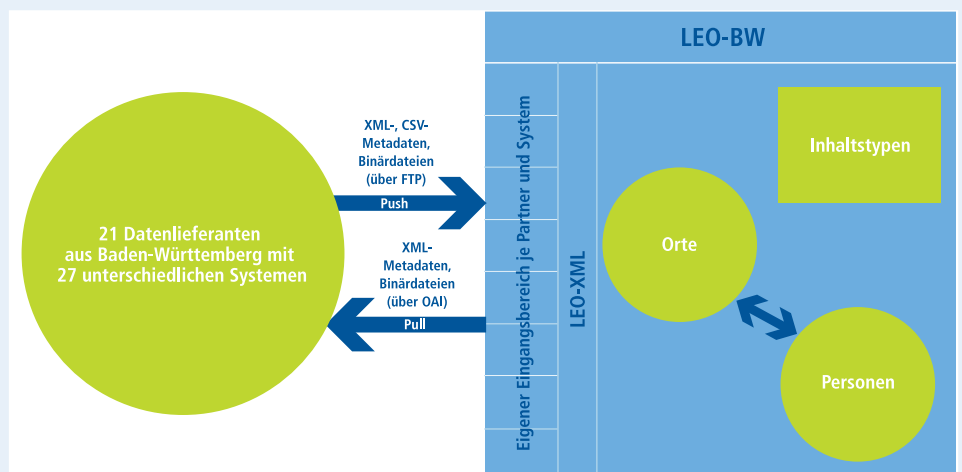 LEO-BW
21 Datenlieferanten
aus Baden-Württemberg mit
27 unterschiedlichen Systemen
XML-, CSV-
Metadaten,
Binärdateien
(über FTP)
Push
XML-
Metadaten,
Binärdateien
(über OAI)
Pull
Eigener Eingangsbereich je Partner und System
LEO-XML
Inhaltstypen
Orte
Personen